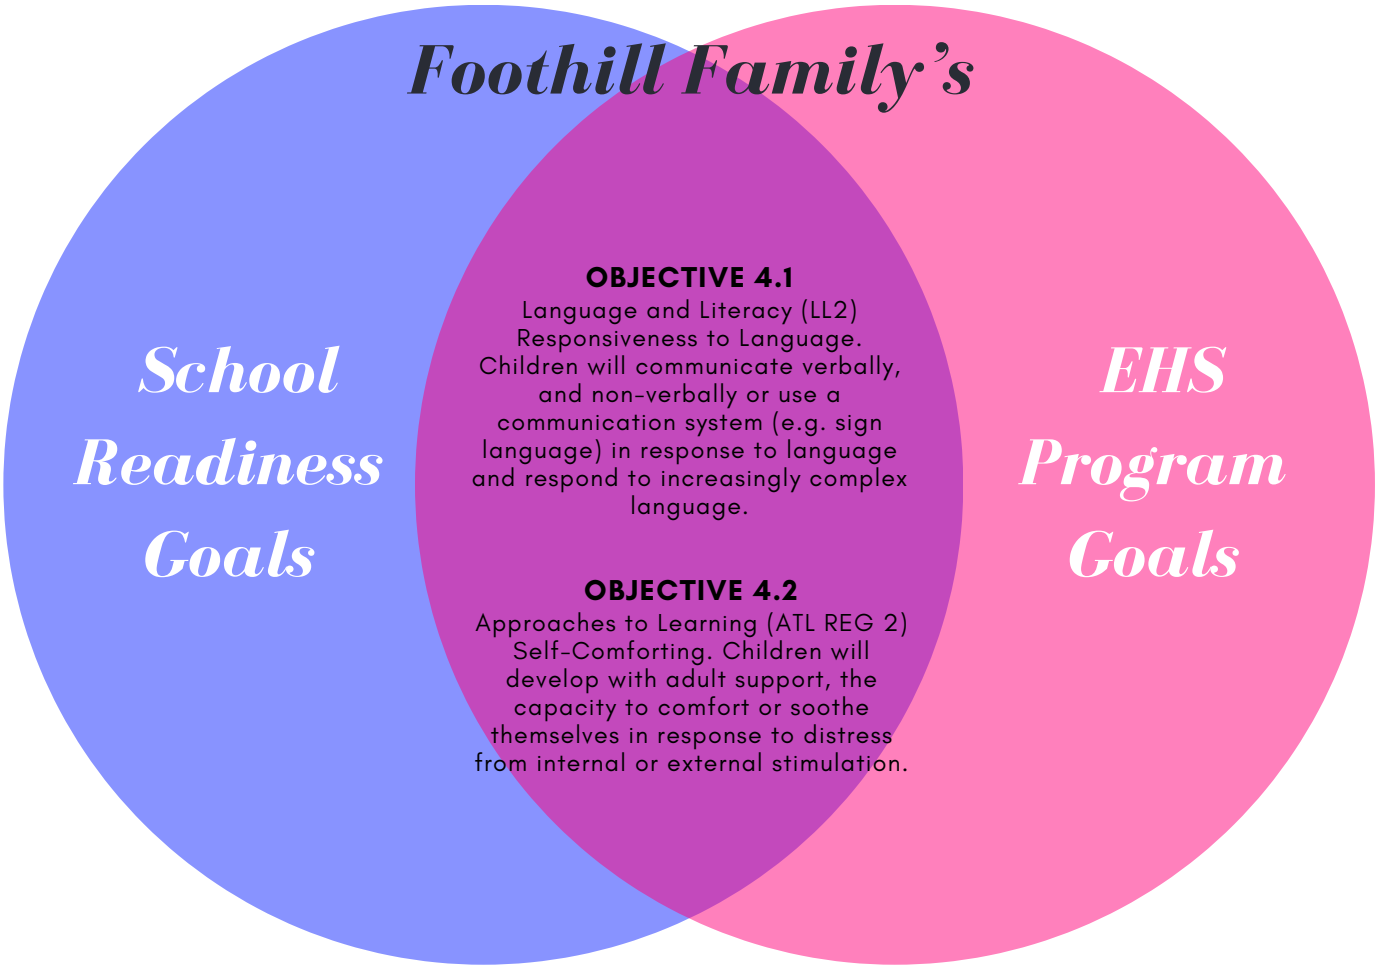 Foothill Family’s
School
Readiness
Goals
OBJECTIVE 4.1
Language and Literacy (LL2)
Responsiveness to Language.
Children will communicate verbally,
and non-verbally or use a
communication system (e.g. sign
language) in response to language
and respond to increasingly complex
language.
OBJECTIVE 4.2
Approaches to Learning (ATL REG 2)
Self-Comforting. Children will
develop with adult support, the
capacity to comfort or soothe
themselves in response to distress
from internal or external stimulation.
EHS
Program
Goals